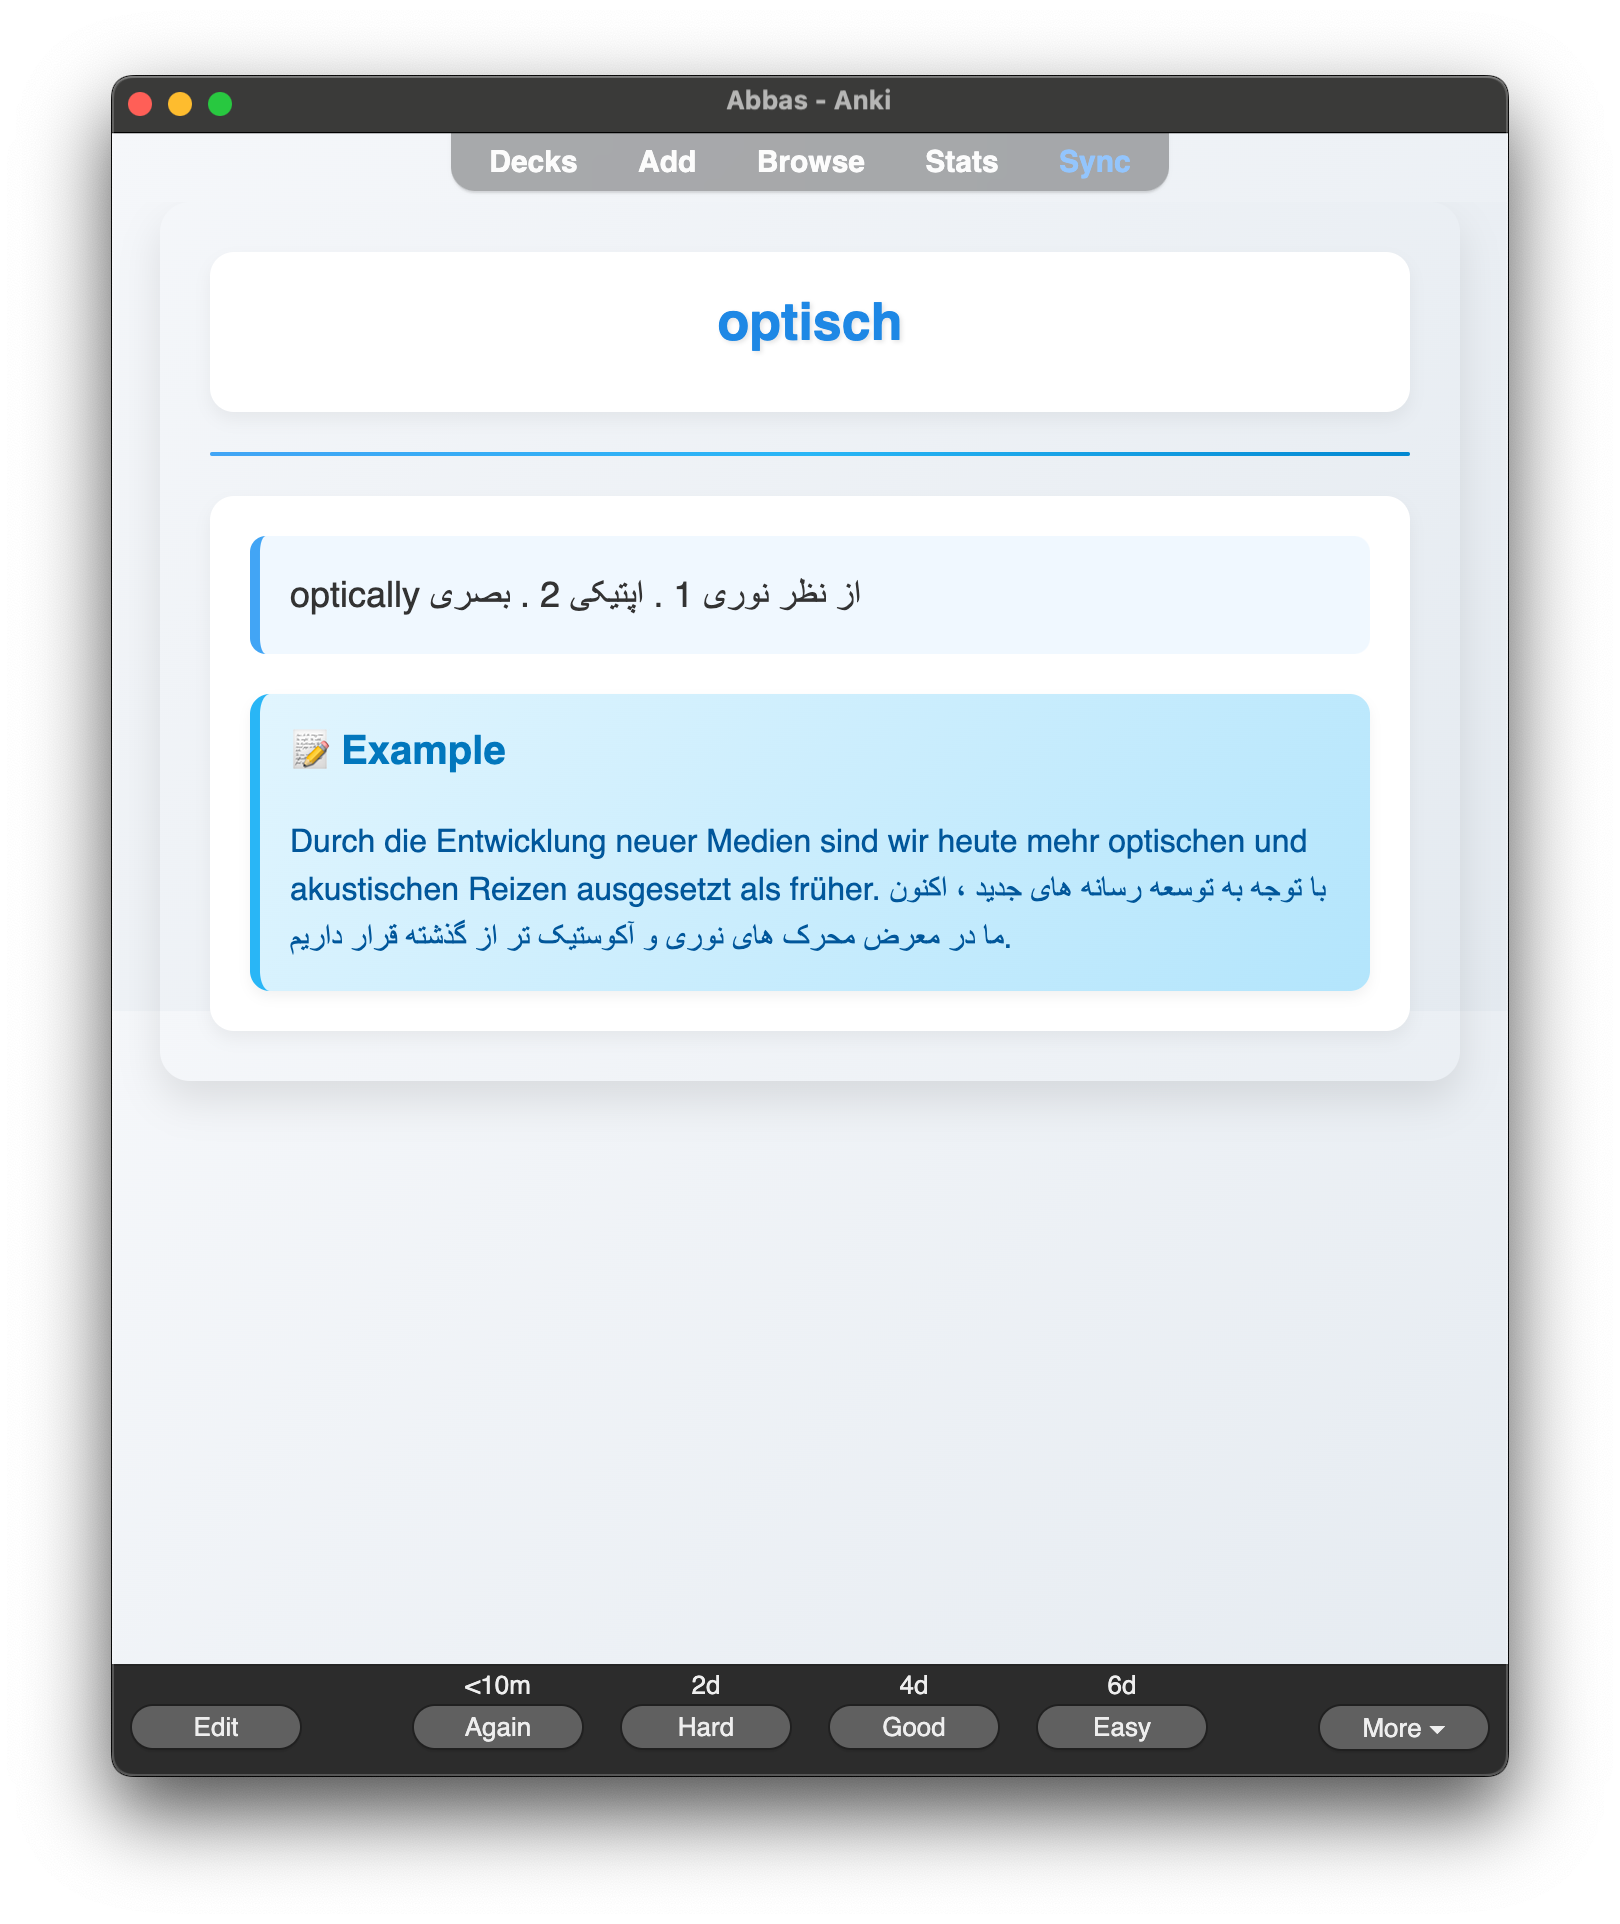 Abbas - Anki
Decks Add Browse Stats Sync
optisch
optically از نظر نوری 1 . اپتیکی 2 . بصری
📝 Example
Durch die Entwicklung neuer Medien sind wir heute mehr optischen und
akustischen Reizen ausgesetzt als früher. با توجه به توسعه رسانه های جدید ، اکنون
ما در معرض محرک های نوری و آکوستیک تر از گذشته قرار داریم.
<10m 2d 4d 6d
Edit Again Hard Good Easy More